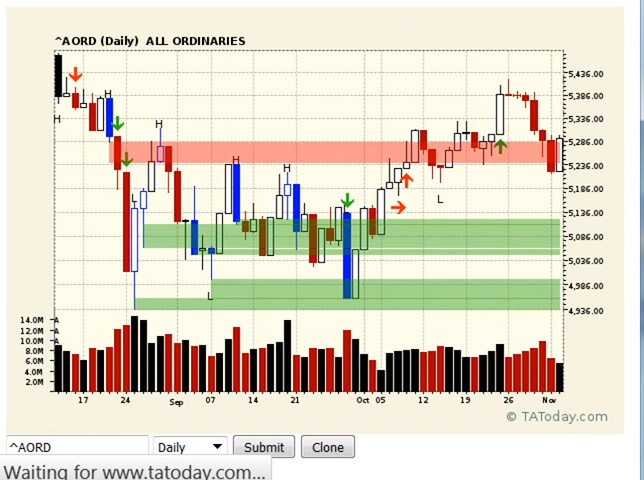 ^AORD (Daily) ALL ORDINARIES
5,436.00
5,386.00
5,336.00
5,286.00
5,236.00
5,186.00
5,136.00
5,086.00
5,036.00
4,986.00
4,936.00
H
H
H
H
H
L
L
L
14.0M A
12.0M A
10.0M A
8.0M
6.0M
4.0M
2.0M
17 24 Sep 07 14 21 Oct 05 12 19 26 Nov
© TAToday.com
^AORD Daily Submit Clone
Waiting for www.tatoday.com...